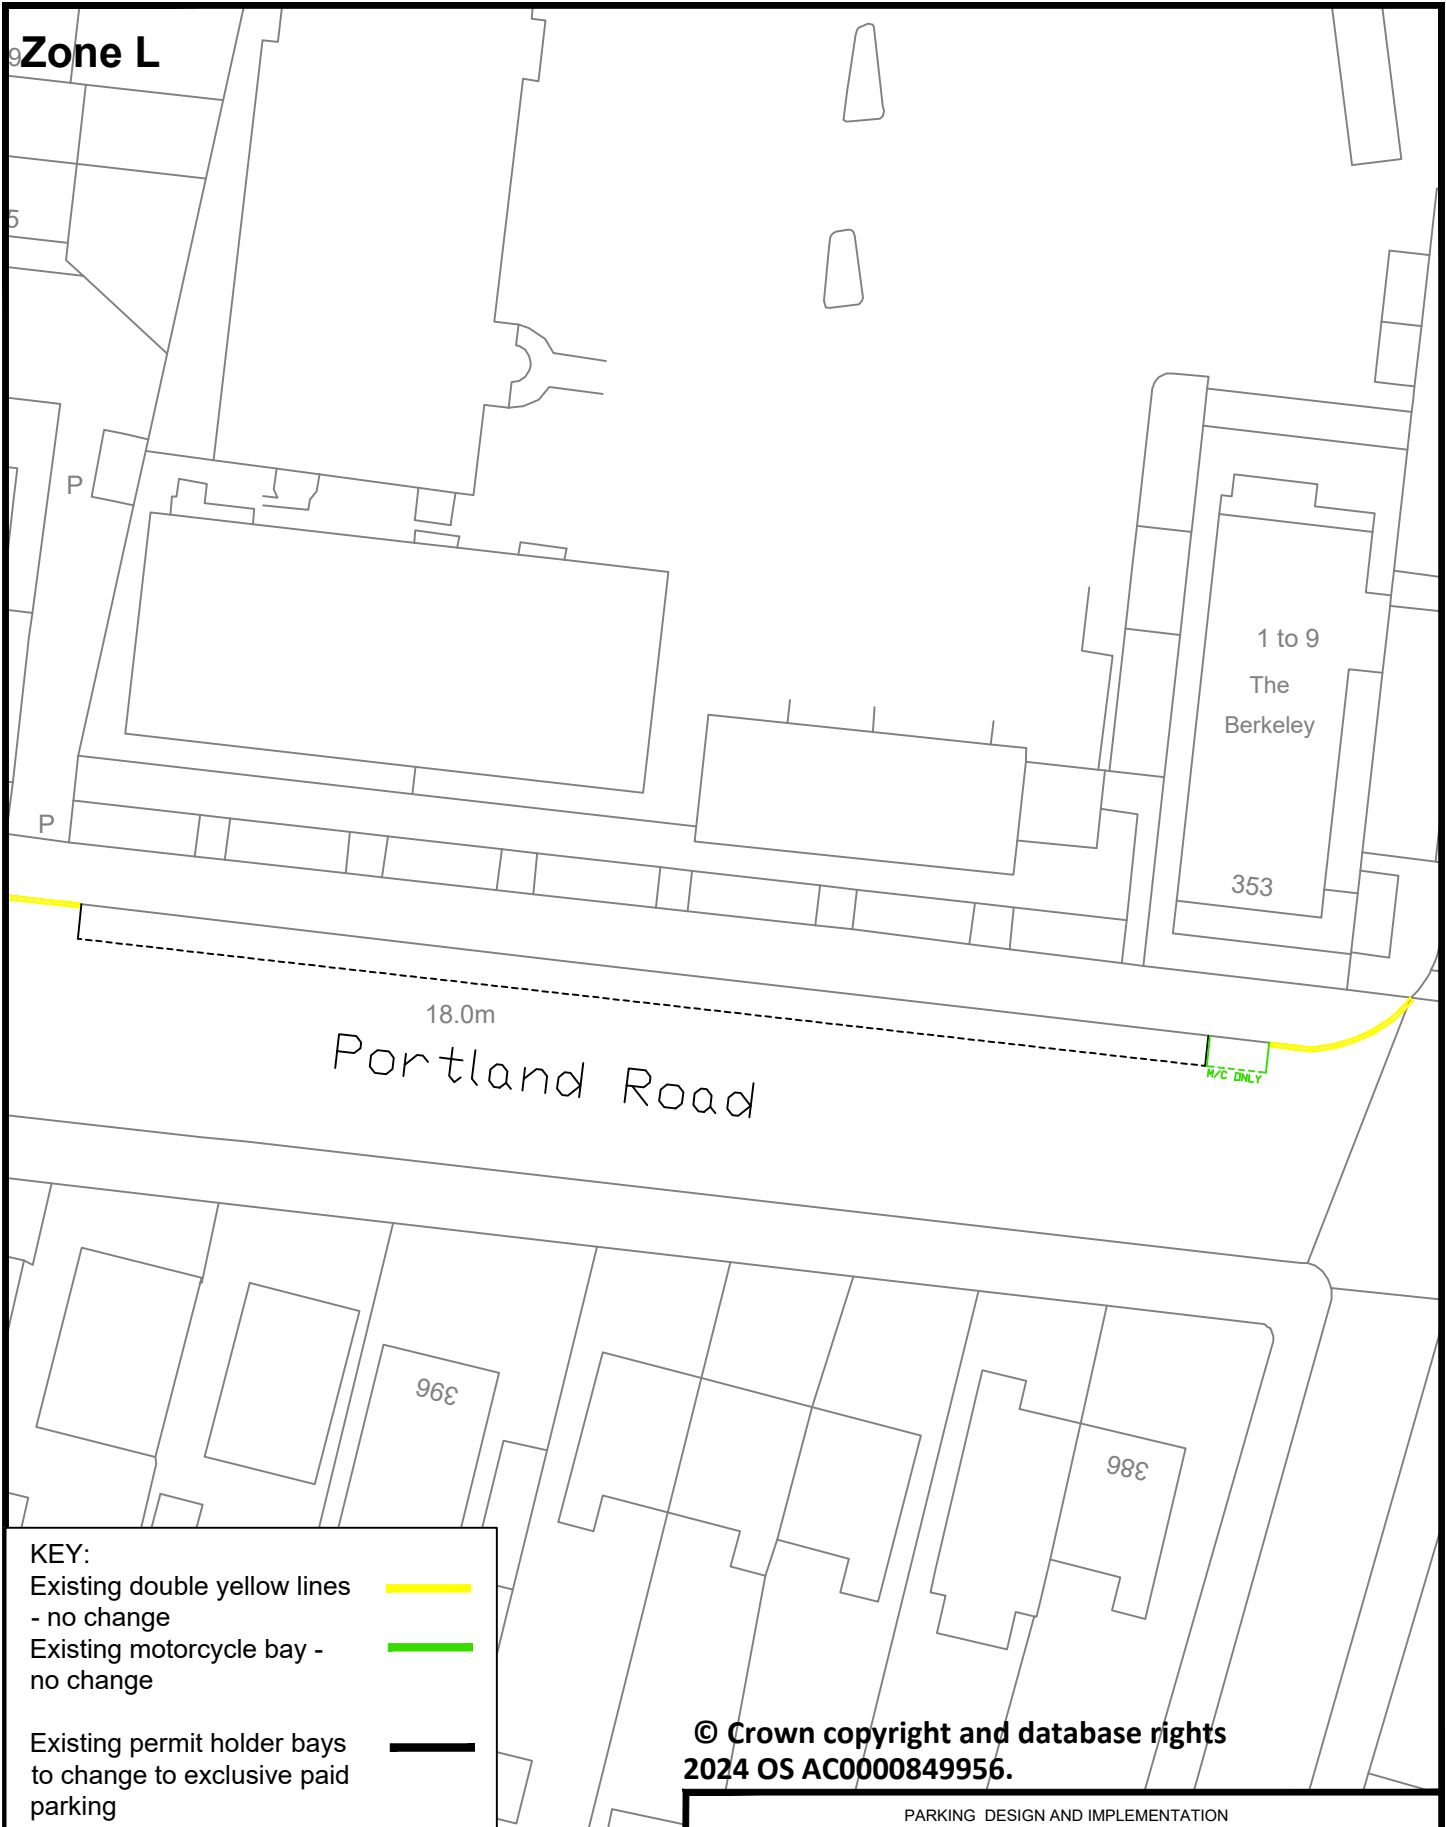 Zone L
9
5
P
1 to 9
The
Berkeley
P
353
18.0m
Portland Road
M/C ONLY
396
386
KEY:
Existing double yellow lines
- no change
Existing motorcycle bay -
no change
Existing permit holder bays
to change to exclusive paid
parking
© Crown copyright and database rights
2024 OS AC0000849956.
PARKING DESIGN AND IMPLEMENTATION